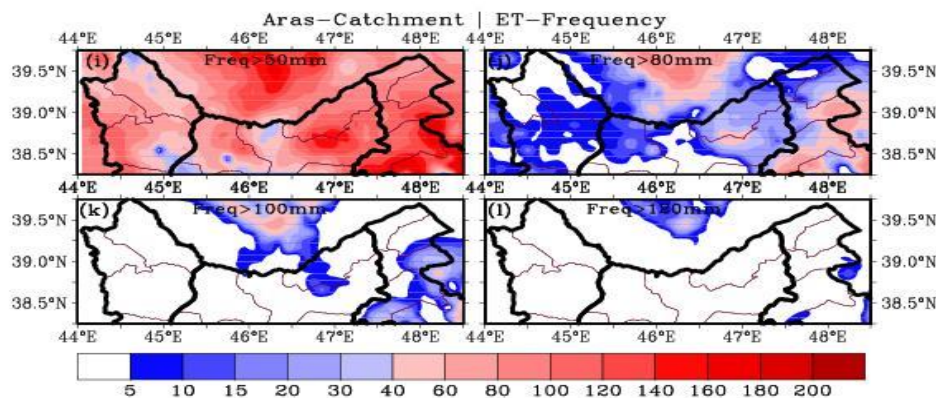 Aras-Catchment | ET-Frequency
44°E 45°E 46°E 47°E 48°E 44°E 45°E 46°E 47°E 48°E
(i) Freq>50mm (j) Freq>80mm
39.5°N 39.5°N
39.0°N 39.0°N
38.5°N 38.5°N
44°E 45°E 46°E 47°E 48°E 44°E 45°E 46°E 47°E 48°E
(k) Freq>100mm (l) Freq>120mm
39.5°N 39.5°N
39.0°N 39.0°N
38.5°N 38.5°N
44°E 45°E 46°E 47°E 48°E 44°E 45°E 46°E 47°E 48°E
5 10 15 20 30 40 60 80 100 120 140 160 180 200